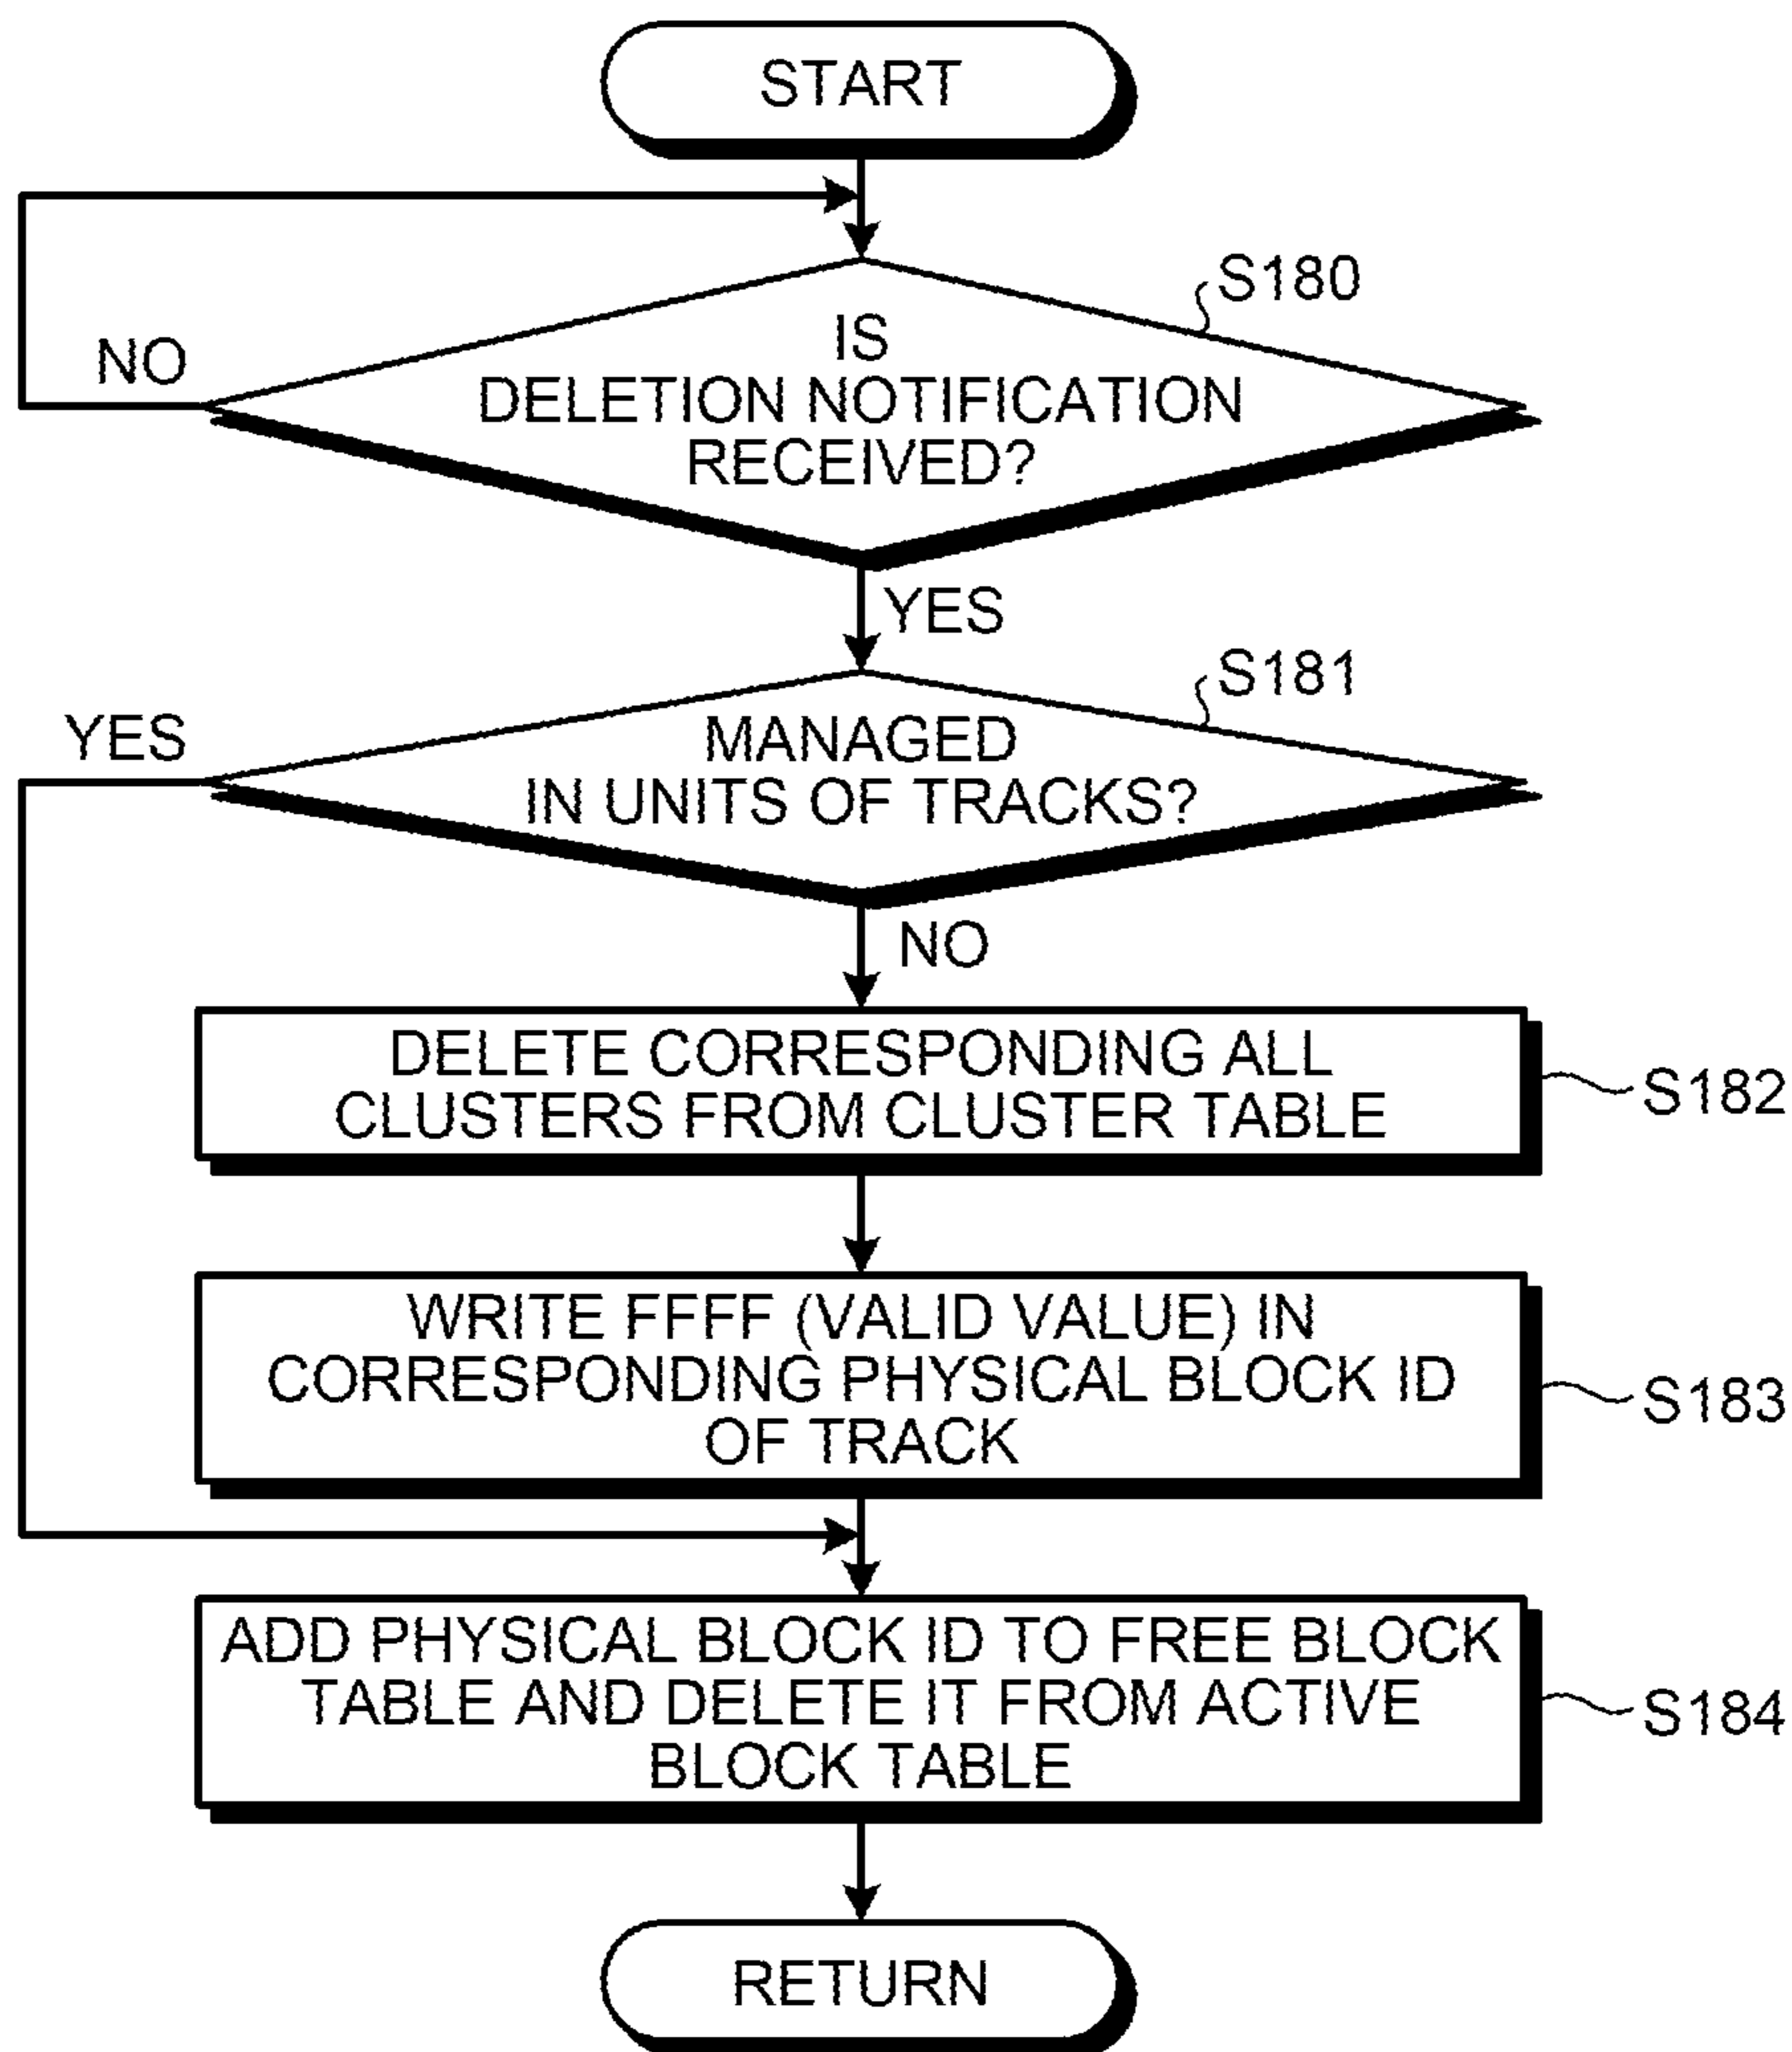 START
S180
NO
IS
DELETION NOTIFICATION
RECEIVED?
YES
S181
YES
MANAGED
IN UNITS OF TRACKS?
NO
DELETE CORRESPONDING ALL
CLUSTERS FROM CLUSTER TABLE
S182
WRITE FFFF (VALID VALUE) IN
CORRESPONDING PHYSICAL BLOCK ID
OF TRACK
S183
ADD PHYSICAL BLOCK ID TO FREE BLOCK
TABLE AND DELETE IT FROM ACTIVE
BLOCK TABLE
S184
RETURN